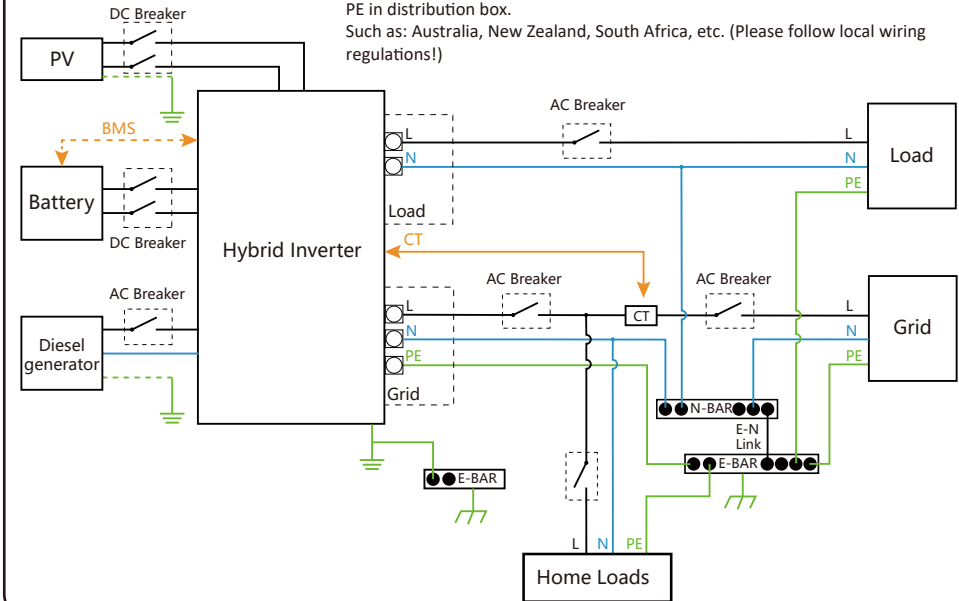 PE in distribution box.
Such as: Australia, New Zealand, South Africa, etc. (Please follow local wiring
regulations!)
DC Breaker
PV
BMS
Battery
DC Breaker
AC Breaker
Diesel
generator
Hybrid Inverter
L
N
Load
CT
L
N
PE
Grid
AC Breaker
L
N
PE
Load
AC Breaker
CT
AC Breaker
L
N
PE
Grid
N-BAR
E-N
Link
E-BAR
E-BAR
L N PE
Home Loads